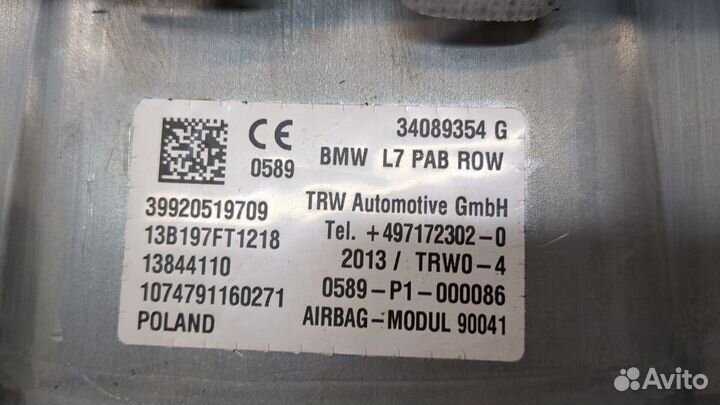 CE 0589
34089354 G
BMW L7 PAB ROW
39920519709
13B197FT1218
13844110
1074791160271
POLAND
TRW Automotive GmbH
Tel. +497172302-0
2013 / TRW0-4
0589-P1-000086
AIRBAG-MODUL 90041
Avito